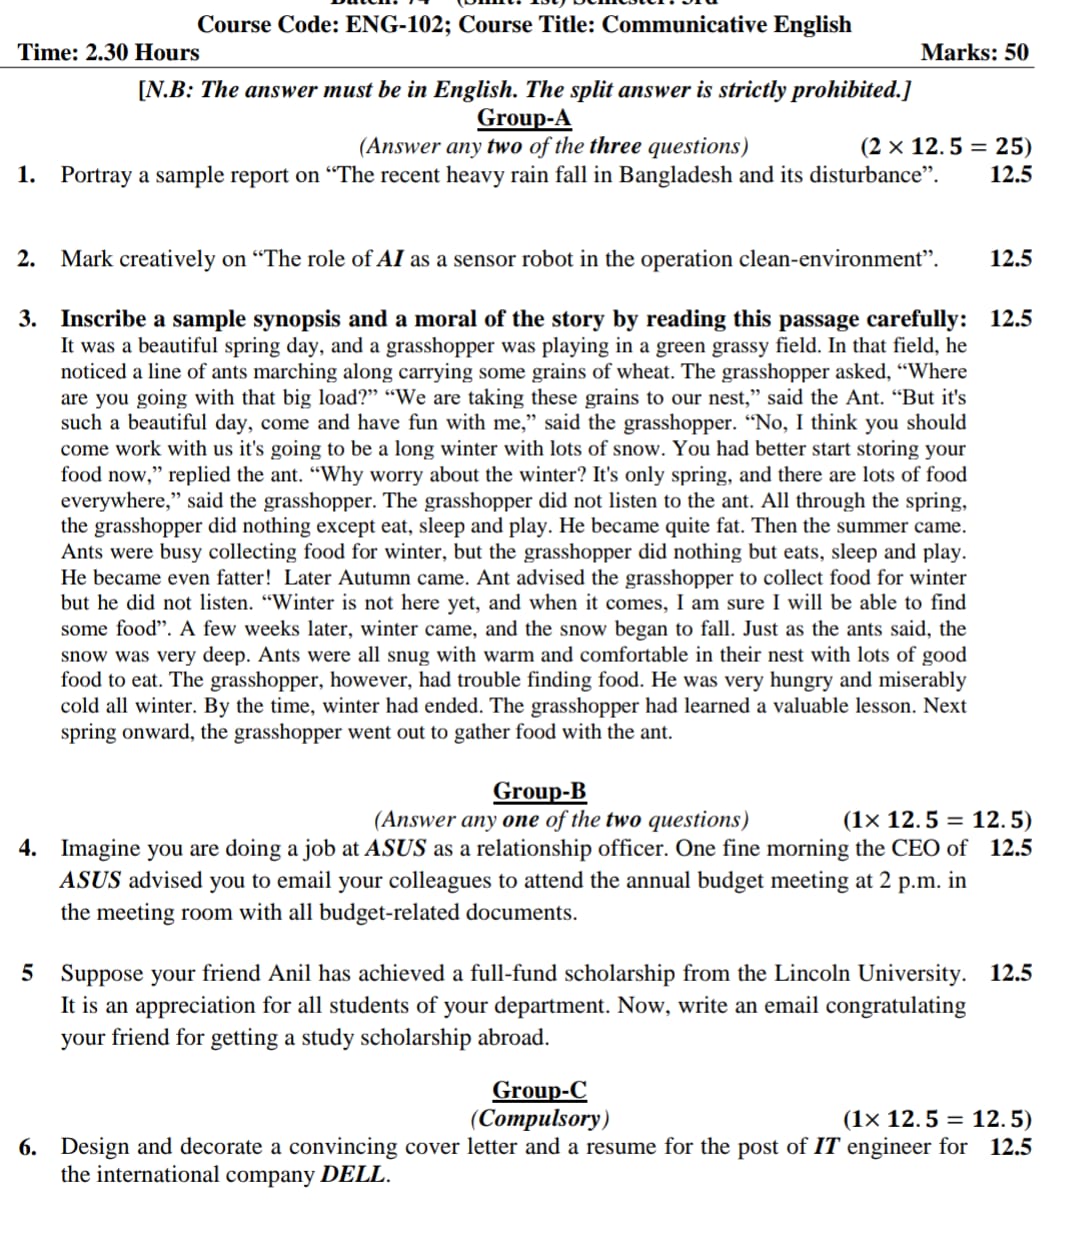 Course Code: ENG-102; Course Title: Communicative English
Time: 2.30 Hours Marks: 50
[N.B: The answer must be in English. The split answer is strictly prohibited.]
Group-A
(Answer any two of the three questions) (2 × 12.5 = 25)
1. Portray a sample report on “The recent heavy rain fall in Bangladesh and its disturbance”. 12.5
2. Mark creatively on “The role of AI as a sensor robot in the operation clean-environment”. 12.5
3. Inscribe a sample synopsis and a moral of the story by reading this passage carefully: 12.5
It was a beautiful spring day, and a grasshopper was playing in a green grassy field. In that field, he
noticed a line of ants marching along carrying some grains of wheat. The grasshopper asked, “Where
are you going with that big load?” “We are taking these grains to our nest,” said the Ant. “But it's
such a beautiful day, come and have fun with me,” said the grasshopper. “No, I think you should
come work with us it's going to be a long winter with lots of snow. You had better start storing your
food now,” replied the ant. “Why worry about the winter? It's only spring, and there are lots of food
everywhere,” said the grasshopper. The grasshopper did not listen to the ant. All through the spring,
the grasshopper did nothing except eat, sleep and play. He became quite fat. Then the summer came.
Ants were busy collecting food for winter, but the grasshopper did nothing but eats, sleep and play.
He became even fatter! Later Autumn came. Ant advised the grasshopper to collect food for winter
but he did not listen. “Winter is not here yet, and when it comes, I am sure I will be able to find
some food”. A few weeks later, winter came, and the snow began to fall. Just as the ants said, the
snow was very deep. Ants were all snug with warm and comfortable in their nest with lots of good
food to eat. The grasshopper, however, had trouble finding food. He was very hungry and miserably
cold all winter. By the time, winter had ended. The grasshopper had learned a valuable lesson. Next
spring onward, the grasshopper went out to gather food with the ant.
Group-B
(Answer any one of the two questions) (1× 12.5 = 12.5)
4. Imagine you are doing a job at ASUS as a relationship officer. One fine morning the CEO of 12.5
ASUS advised you to email your colleagues to attend the annual budget meeting at 2 p.m. in
the meeting room with all budget-related documents.
5 Suppose your friend Anil has achieved a full-fund scholarship from the Lincoln University. 12.5
It is an appreciation for all students of your department. Now, write an email congratulating
your friend for getting a study scholarship abroad.
Group-C
(Compulsory) (1× 12.5 = 12.5)
6. Design and decorate a convincing cover letter and a resume for the post of IT engineer for 12.5
the international company DELL.